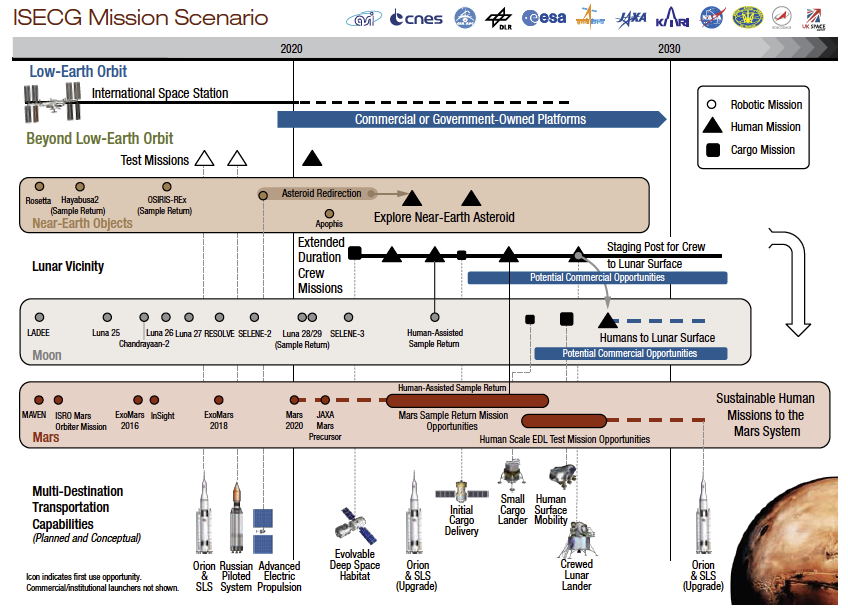 ISECG Mission Scenario
cnes
DLR
esa
JAXA
KARI
NASA
UK SPACE
2020
2030
Low-Earth Orbit
International Space Station
Commercial or Government-Owned Platforms
Robotic Mission
Human Mission
Cargo Mission
Beyond Low-Earth Orbit
Test Missions
Rosetta
Hayabusa2
(Sample Return)
OSIRIS-REx
(Sample Return)
Asteroid Redirection
Apophis
Explore Near-Earth Asteroid
Near-Earth Objects
Lunar Vicinity
Extended
Duration
Crew
Missions
Staging Post for Crew
to Lunar Surface
Potential Commercial Opportunities
LADEE
Luna 25
Chandrayaan-2
Luna 26
Luna 27
RESOLVE
SELENE-2
Luna 28/29
(Sample Return)
SELENE-3
Human-Assisted
Sample Return
Humans to Lunar Surface
Potential Commercial Opportunities
Moon
MAVEN
ISRO Mars
Orbiter Mission
ExoMars
2016
InSight
ExoMars
2018
Mars
2020
JAXA
Mars
Precursor
Human-Assisted Sample Return
Mars Sample Return Mission
Opportunities
Human Scale EDL Test Mission Opportunities
Sustainable Human
Missions to the
Mars System
Mars
Multi-Destination
Transportation
Capabilities
(Planned and Conceptual)
Icon indicates first use opportunity.
Commercial/institutional launchers not shown.
Orion
&
SLS
Russian
Piloted
System
Advanced
Electric
Propulsion
Evolvable
Deep Space
Habitat
Orion
&
SLS
(Upgrade)
Initial
Cargo
Delivery
Small
Cargo
Lander
Human
Surface
Mobility
Crewed
Lunar
Lander
Orion
&
SLS
(Upgrade)